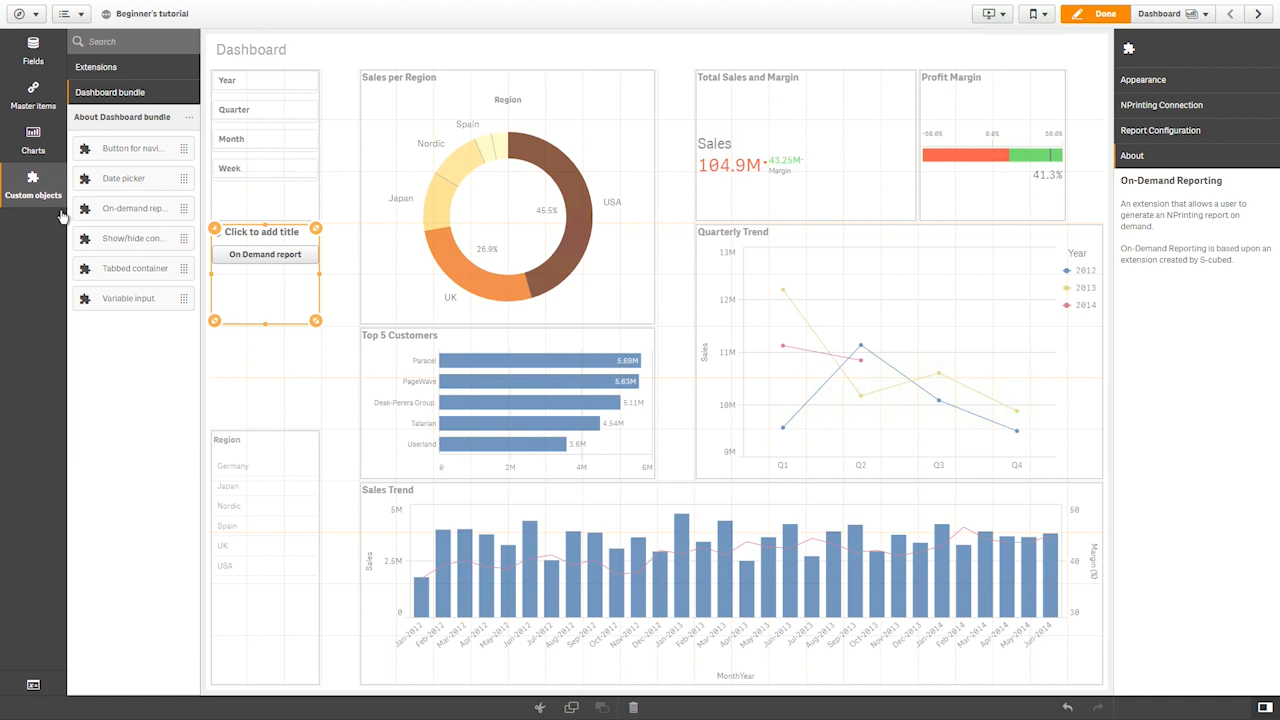 Beginner's tutorial
Done
Dashboard
Fields
Master items
Charts
Custom objects
Search
Extensions
Dashboard bundle
About Dashboard bundle
Button for navi...
Date picker
On-demand rep...
Show/hide con...
Tabbed container
Variable input
Dashboard
Year
Quarter
Month
Week
Click to add title
On Demand report
Region
Germany
Japan
Nordic
Spain
UK
USA
Sales per Region
Region
Spain
Nordic
Japan
UK
USA
45.5%
26.9%
Top 5 Customers
Paracel
5.69M
PageWave
5.63M
Deak-Perera Group.
5.11M
Talarian
4.54M
Userland
3.6M
0 2M 4M 6M
Total Sales and Margin
Sales
104.9M
43.25M
Margin
Profit Margin
-50.0% 0.0% 50.0%
41.3%
Quarterly Trend
13M
12M
11M
10M
9M
Sales
Q1 Q2 Q3 Q4
Year
2012
2013
2014
Sales Trend
5M
2.5M
0
Sales
50
40
30
Margin (%)
Jan-2012 Feb-2012 Mar-2012 Apr-2012 May-2012 Jun-2012 Jul-2012 Aug-2012 Sep-2012 Oct-2012 Nov-2012 Dec-2012 Jan-2013 Feb-2013 Mar-2013 Apr-2013 May-2013 Jun-2013 Jul-2013 Aug-2013 Sep-2013 Oct-2013 Nov-2013 Dec-2013 Jan-2014 Feb-2014 Mar-2014 Apr-2014 May-2014 Jun-2014
MonthYear
Appearance
NPrinting Connection
Report Configuration
About
On-Demand Reporting
An extension that allows a user to
generate an NPrinting report on
demand.
On-Demand Reporting is based upon an
extension created by S-cubed.